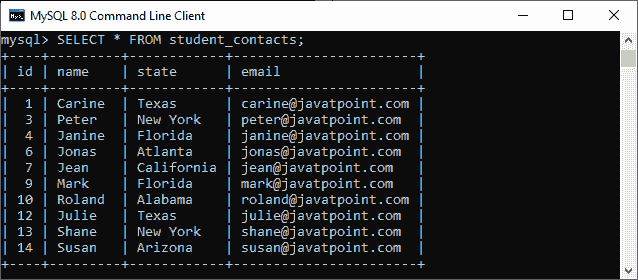 MySQL 8.0 Command Line Client
mysql> SELECT * FROM student_contacts;
+----+---------+------------+-----------------------+
| id | name    | state      | email                 |
+----+---------+------------+-----------------------+
|  1 | Carine  | Texas      | carine@javatpoint.com |
|  3 | Peter   | New York   | peter@javatpoint.com  |
|  4 | Janine  | Florida    | janine@javatpoint.com |
|  6 | Jonas   | Atlanta    | jonas@javatpoint.com  |
|  7 | Jean    | California | jean@javatpoint.com   |
|  9 | Mark    | Florida    | mark@javatpoint.com   |
| 10 | Roland  | Alabama    | roland@javatpoint.com |
| 12 | Julie   | Texas      | julie@javatpoint.com  |
| 13 | Shane   | New York   | shane@javatpoint.com  |
| 14 | Susan   | Arizona    | susan@javatpoint.com  |
+----+---------+------------+-----------------------+